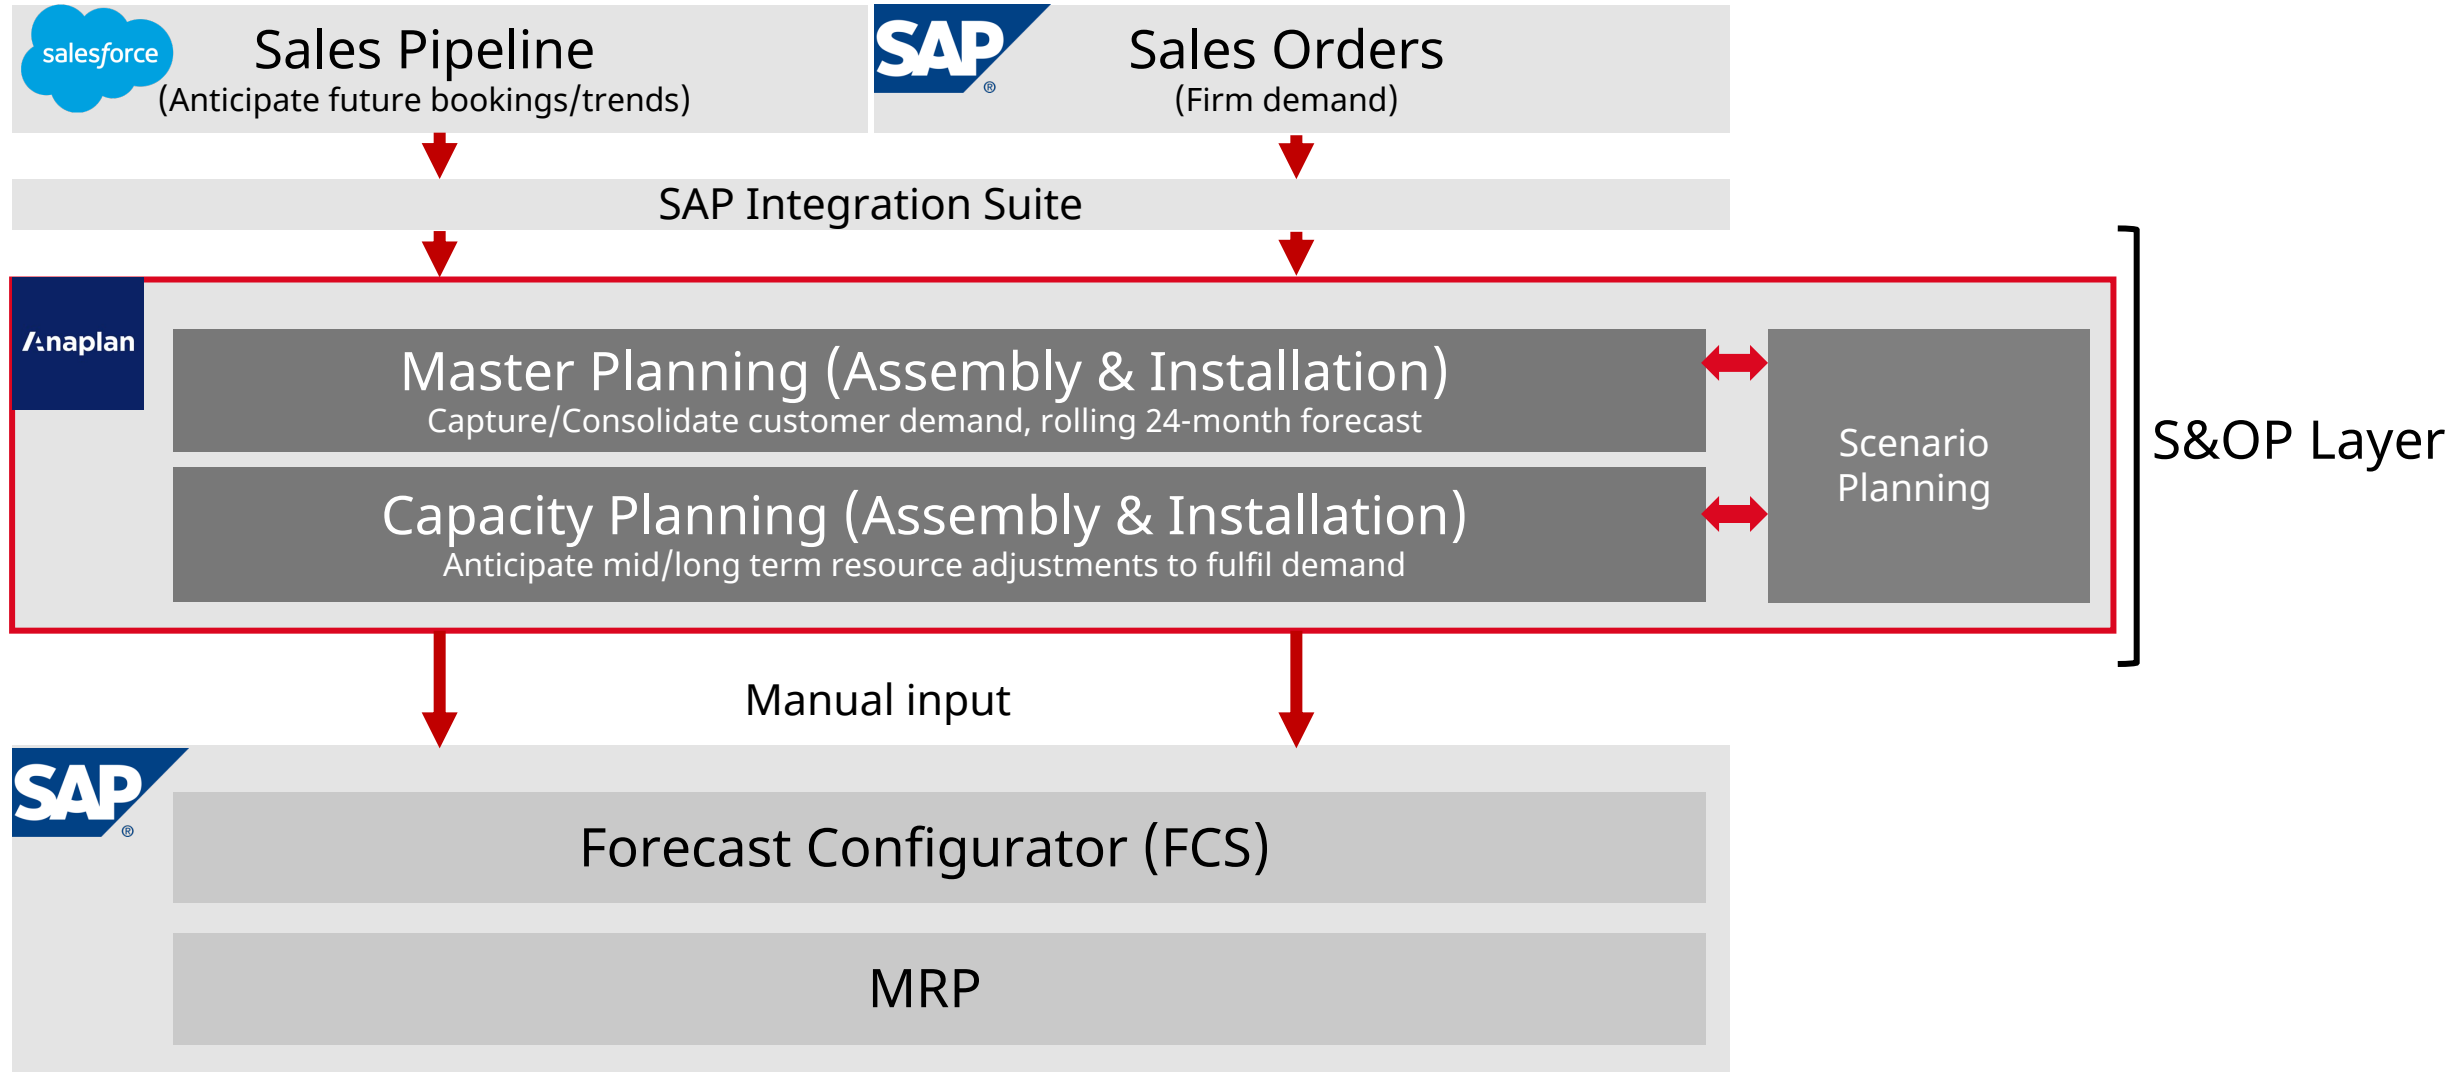 salesforce
Sales Pipeline
(Anticipate future bookings/trends)
SAP
®
Sales Orders
(Firm demand)
SAP Integration Suite
Anaplan
Master Planning (Assembly & Installation)
Capture/Consolidate customer demand, rolling 24-month forecast
Capacity Planning (Assembly & Installation)
Anticipate mid/long term resource adjustments to fulfil demand
Scenario
Planning
S&OP Layer
Manual input
SAP
®
Forecast Configurator (FCS)
MRP